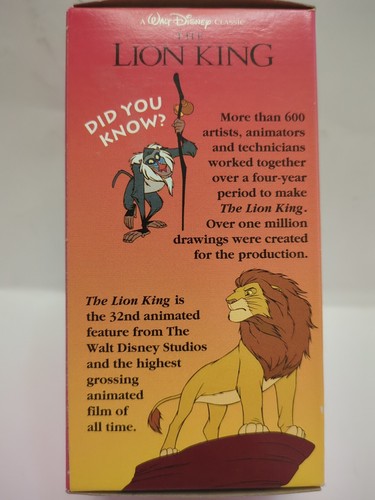 A Walt Disney Classic
THE
LION KING
DID YOU
KNOW?
More than 600
artists, animators
and technicians
worked together
over a four-year
period to make
The Lion King.
Over one million
drawings were created
for the production.
The Lion King is
the 32nd animated
feature from The
Walt Disney Studios
and the highest
grossing
animated
film of
all time.